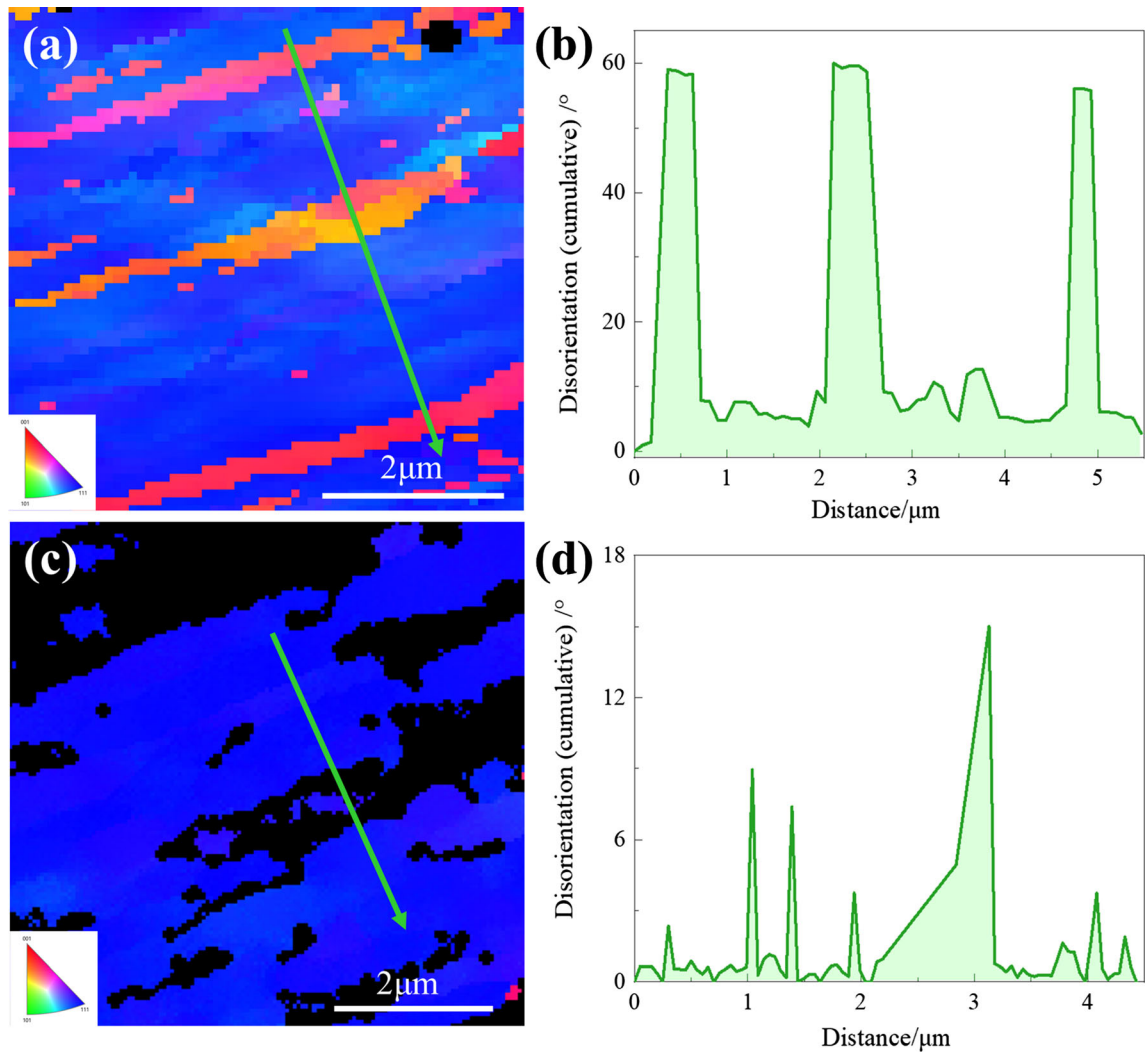 (a)
001
101
111
2μm
(b)
Disorientation (cumulative) /°
60
40
20
0
0 1 2 3 4 5
Distance/μm
(c)
001
101
111
2μm
(d)
Disorientation (cumulative) /°
18
12
6
0
0 1 2 3 4
Distance/μm